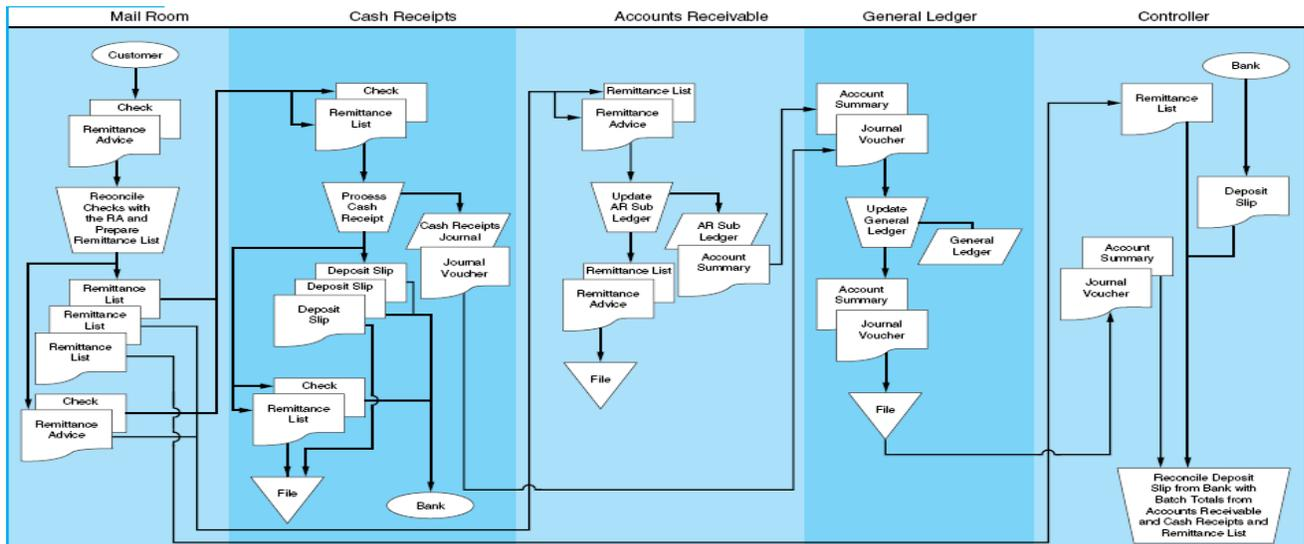 Mail Room
Cash Receipts
Accounts Receivable
General Ledger
Controller
Customer
Check
Remittance
Advice
Reconcile
Checks with
the RA and
Prepare
Remittance List
Remittance
List
Remittance
List
Remittance
List
Check
Remittance
Advice
Check
Remittance
List
Process
Cash
Receipt
Cash Receipts
Journal
Journal
Voucher
Deposit Slip
Deposit Slip
Deposit
Slip
Check
Remittance
List
File
Bank
Remittance List
Remittance
Advice
Update
AR Sub
Ledger
AR Sub
Ledger
Account
Summary
Remittance List
Remittance
Advice
File
Account
Summary
Journal
Voucher
Update
General
Ledger
General
Ledger
Account
Summary
Journal
Voucher
File
Bank
Remittance
List
Deposit
Slip
Account
Summary
Journal
Voucher
Reconcile Deposit
Slip from Bank with
Batch Totals from
Accounts Receivable
and Cash Receipts and
Remittance List